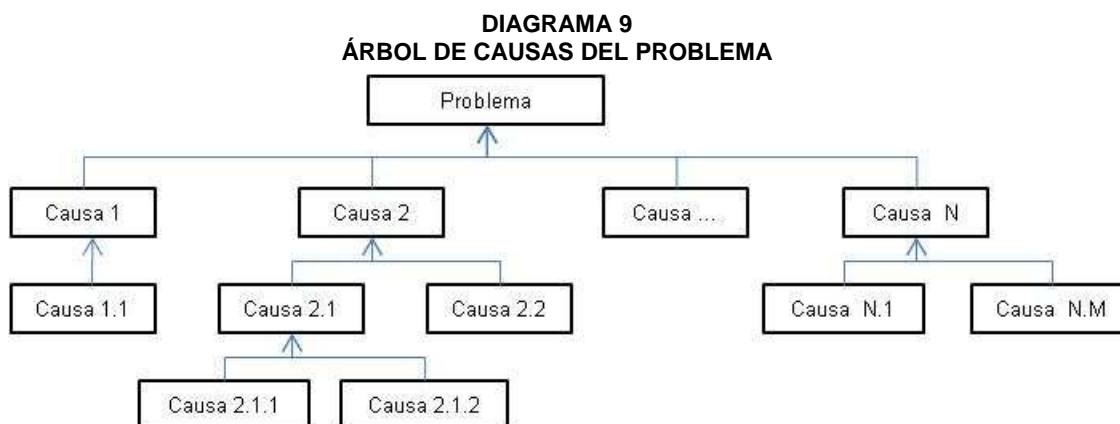 DIAGRAMA 9
ÁRBOL DE CAUSAS DEL PROBLEMA
Problema
Causa 1
Causa 2
Causa ...
Causa N
Causa 1.1
Causa 2.1
Causa 2.2
Causa N.1
Causa N.M
Causa 2.1.1
Causa 2.1.2